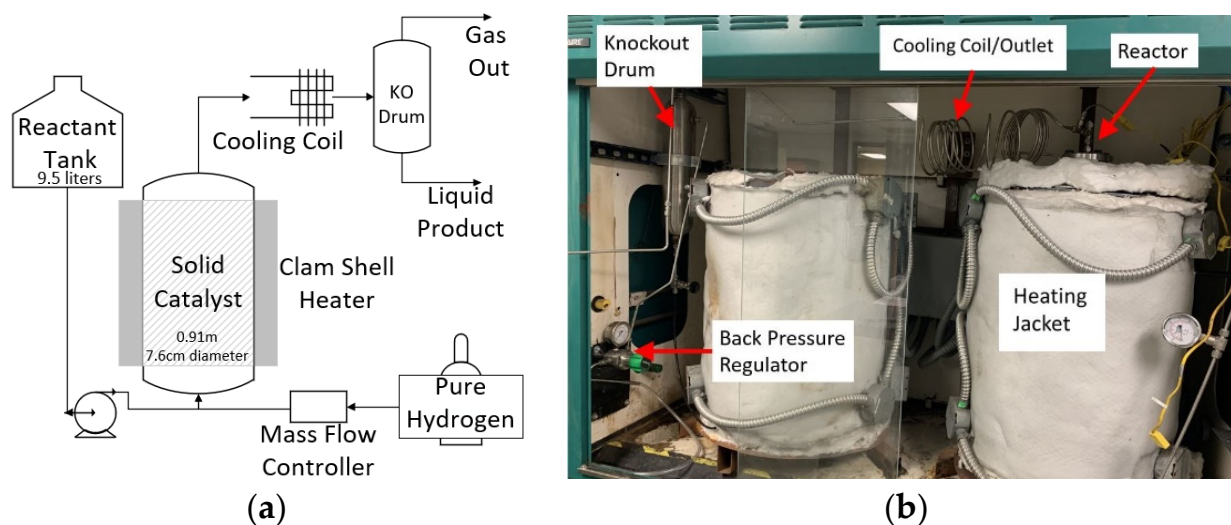 Gas
Out
Reactant
Tank
9.5 liters
KO
Drum
Cooling Coil
Liquid
Product
Solid
Catalyst
0.91m
7.6cm diameter
Clam Shell
Heater
Pure
Hydrogen
Mass Flow
Controller
(a)
Knockout
Drum
Cooling Coil/Outlet
Reactor
Heating
Jacket
Back Pressure
Regulator
(b)